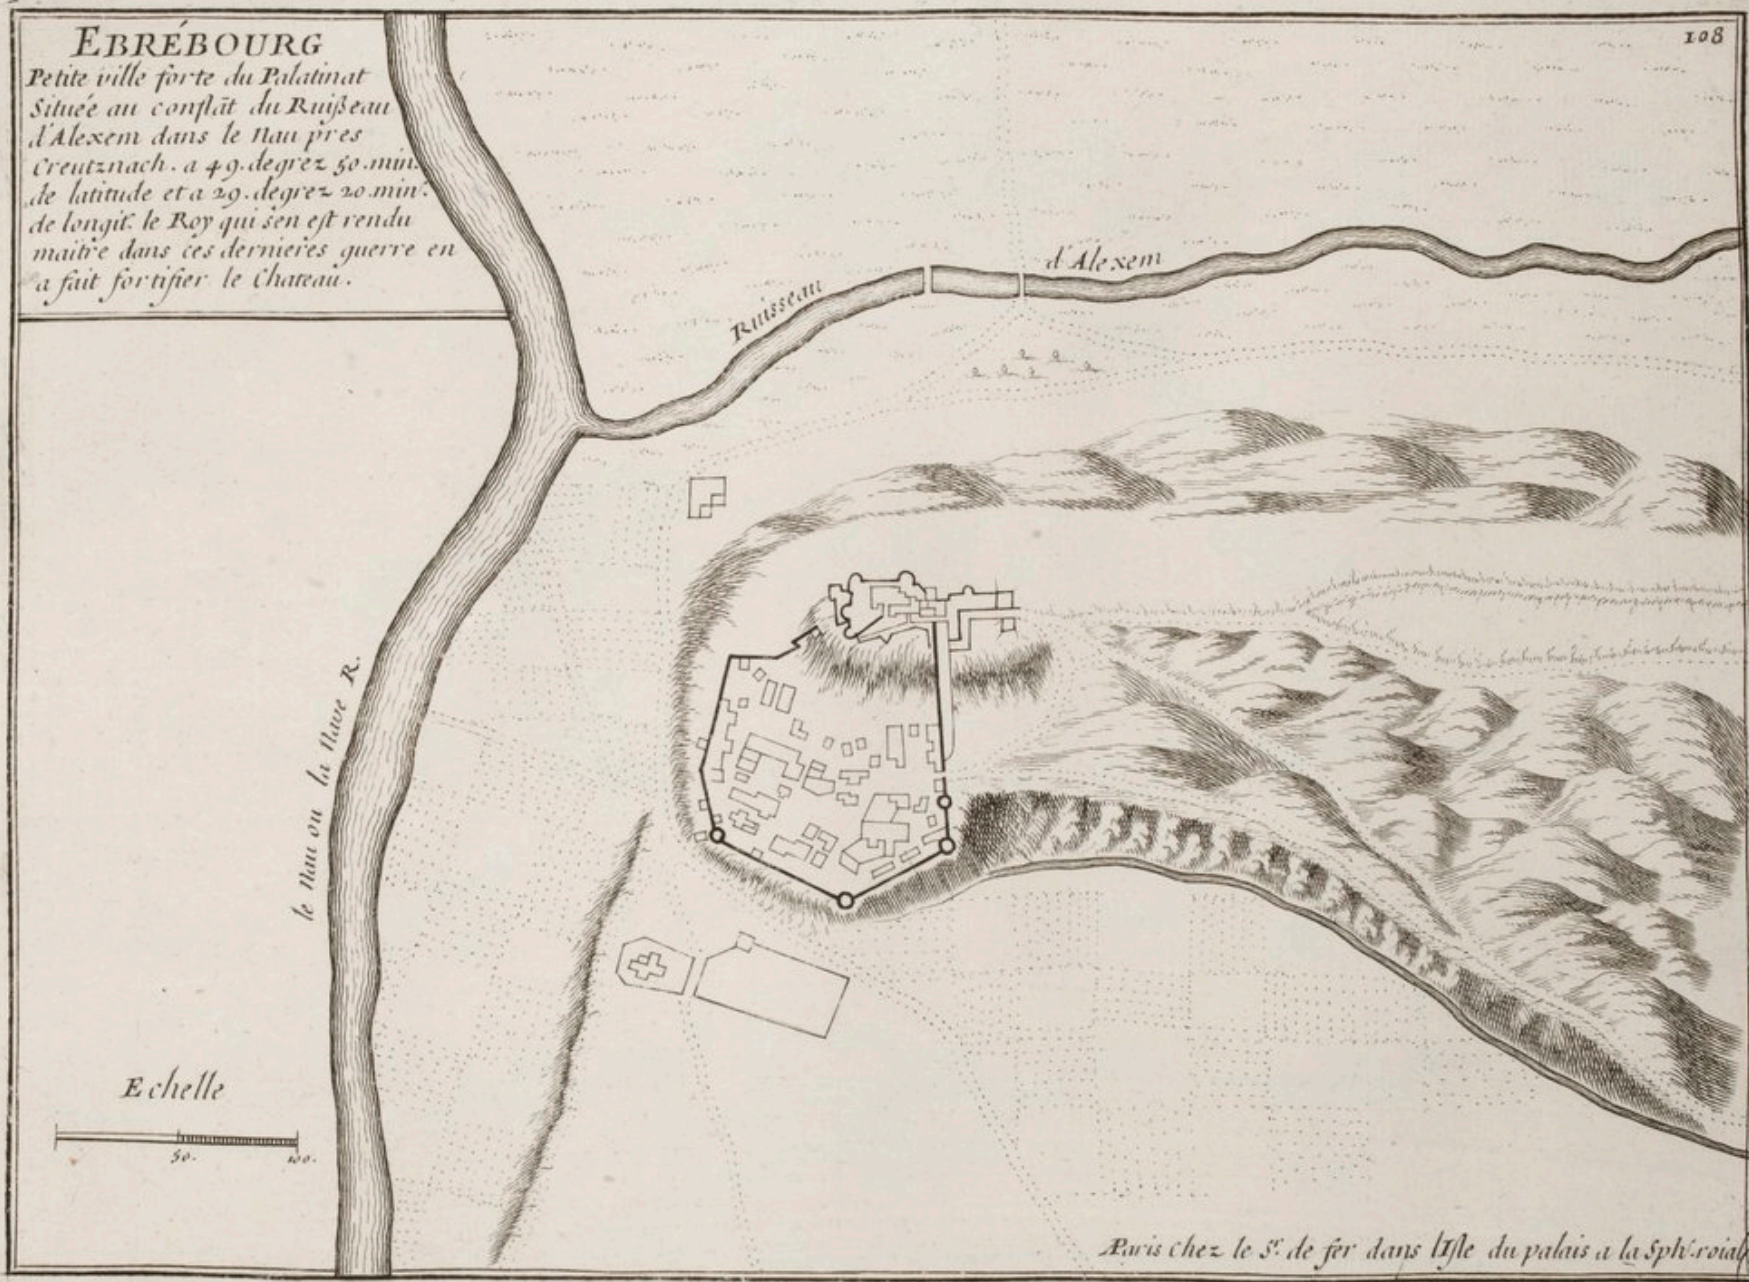 EBRÉBOURG
Petite ville forte du Palatinat
Située au conflāt du Ruißeau
d'Alexem dans le Nau pres
Creutznach. a 49. degrez 50. min.
de latitude et a 29. degrez 20. min.
de longit. le Roy qui s'en est rendu
maitre dans ces dernieres guerre en
a fait fortifier le Chateau.
108
Ruisseau d'Alexem
le Nau ou la Nave R.
Echelle
50. 100.
Paris chez le Sr. de fer dans l'Isle du palais a la Sph. roial